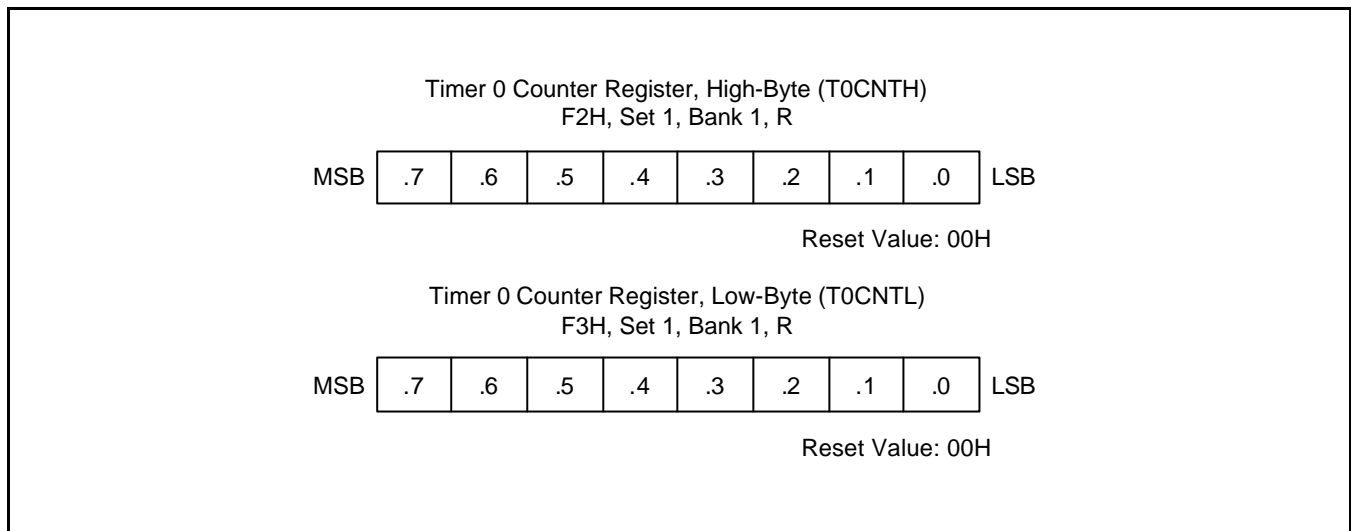 Timer 0 Counter Register, High-Byte (T0CNTH)
F2H, Set 1, Bank 1, R
MSB .7 .6 .5 .4 .3 .2 .1 .0 LSB
Reset Value: 00H
Timer 0 Counter Register, Low-Byte (T0CNTL)
F3H, Set 1, Bank 1, R
MSB .7 .6 .5 .4 .3 .2 .1 .0 LSB
Reset Value: 00H